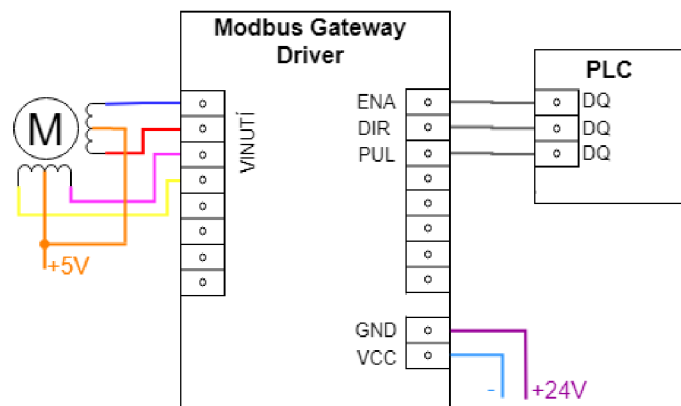 Modbus Gateway
Driver
PLC
ENA
DQ
DIR
DQ
M
VINUTÍ
PUL
DQ
+5V
GND
VCC
-
+24V